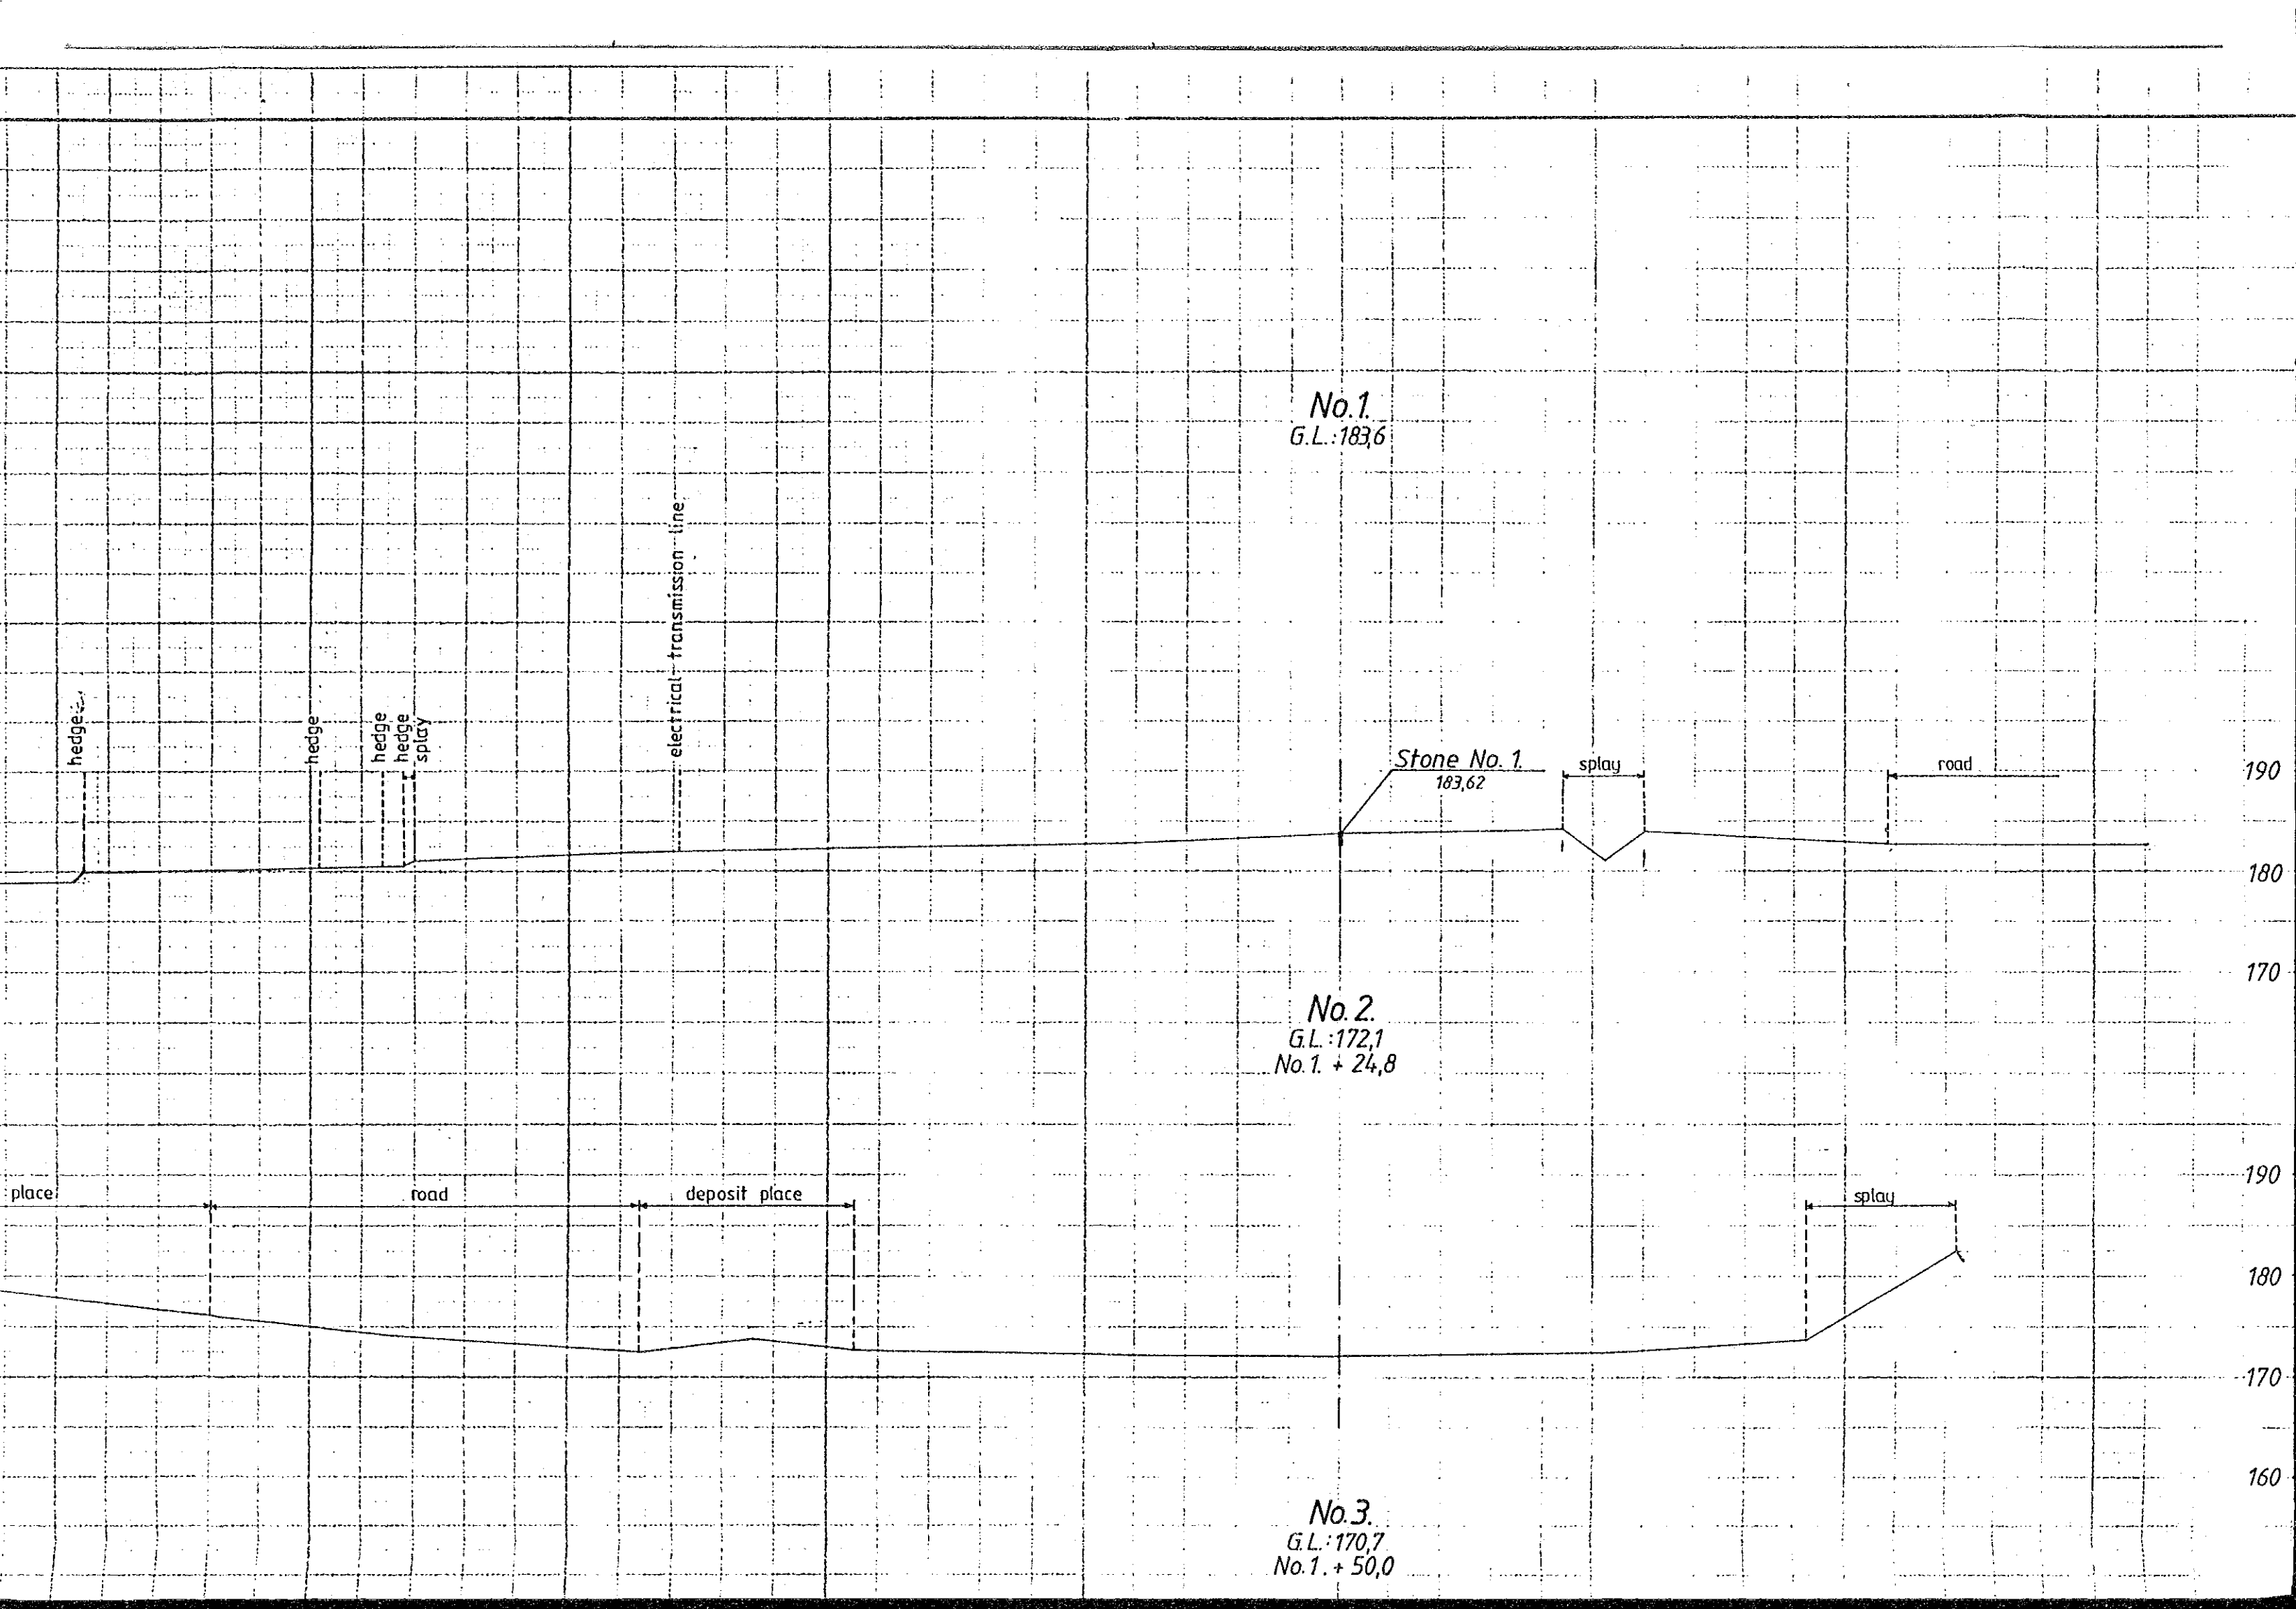 No.1.
G.L.:183,6
electrical transmission line
hedge
hedge
hedge
hedge
splay
Stone No. 1.
183,62
splay
road
190
180
170
No. 2.
G.L.:172,1
No.1. + 24,8
place
road
deposit place
splay
190
180
170
160
No.3.
G.L.:170,7
No.1. + 50,0